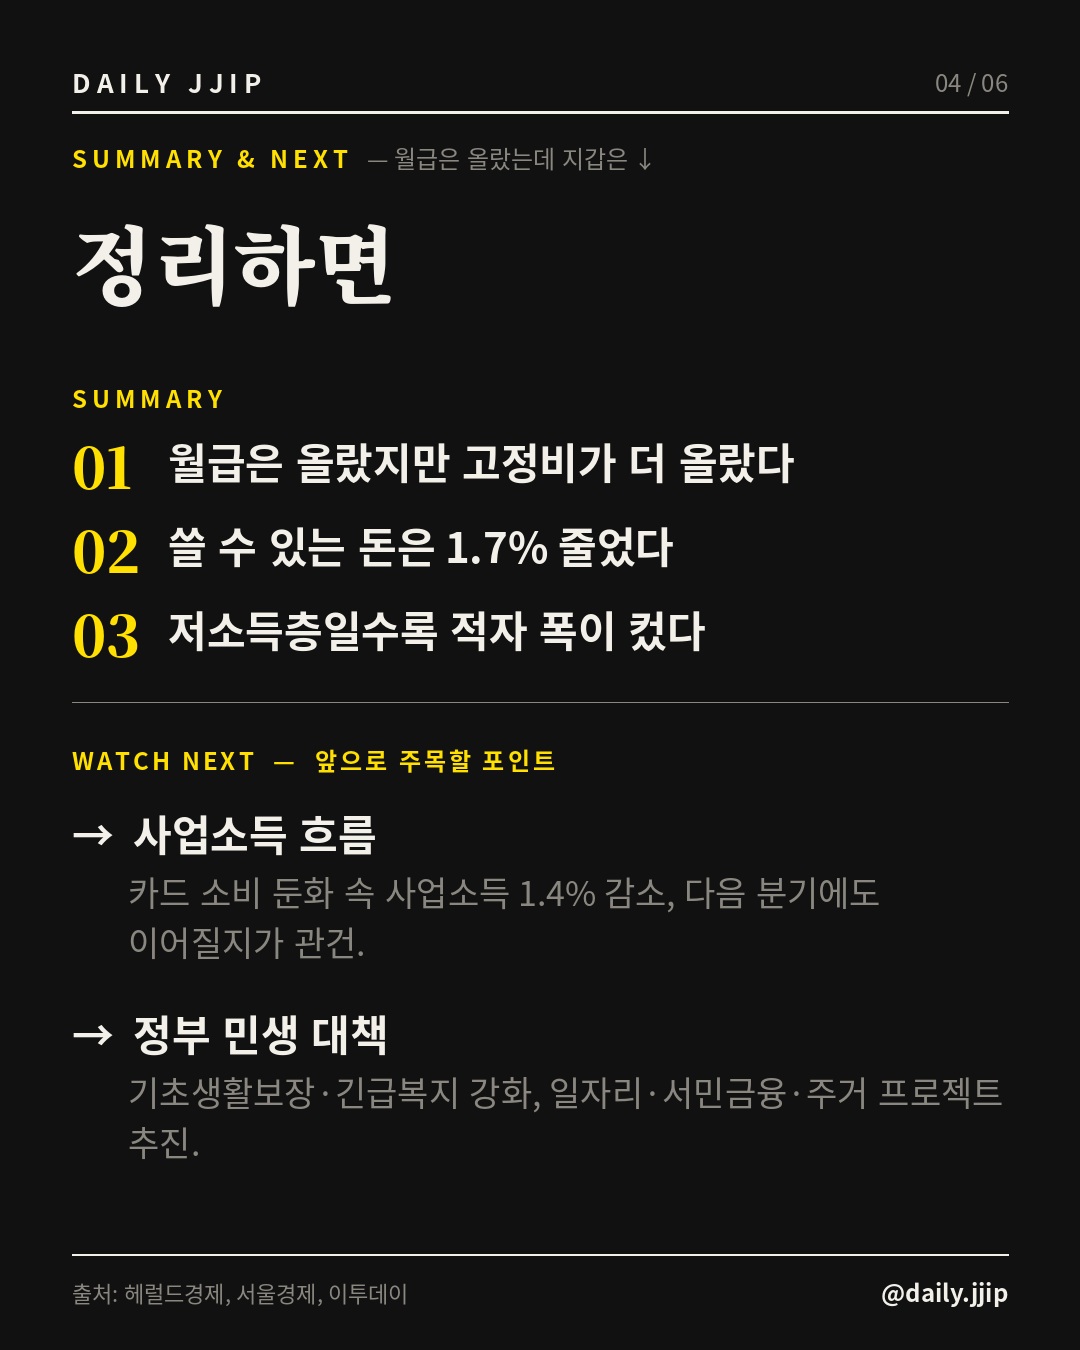 DAILY JJIP
04 / 06
SUMMARY & NEXT — 월급은 올랐는데 지갑은 ↓
정리하면
SUMMARY
01 월급은 올랐지만 고정비가 더 올랐다
02 쓸 수 있는 돈은 1.7% 줄었다
03 저소득층일수록 적자 폭이 컸다
WATCH NEXT — 앞으로 주목할 포인트
→ 사업소득 흐름
카드 소비 둔화 속 사업소득 1.4% 감소, 다음 분기에도
이어질지가 관건.
→ 정부 민생 대책
기초생활보장·긴급복지 강화, 일자리·서민금융·주거 프로젝트
추진.
출처: 헤럴드경제, 서울경제, 이투데이
@daily.jjip